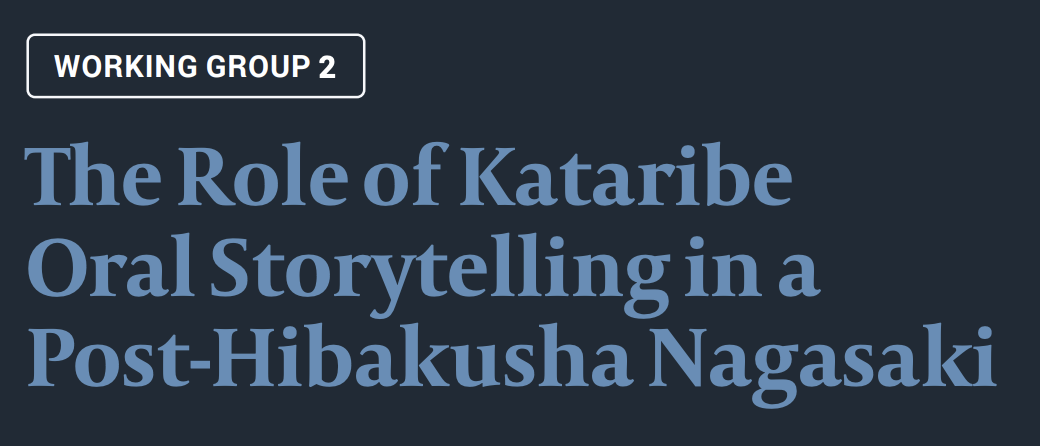 WORKING GROUP 2
The Role of Kataribe
Oral Storytelling in a
Post-Hibakusha Nagasaki